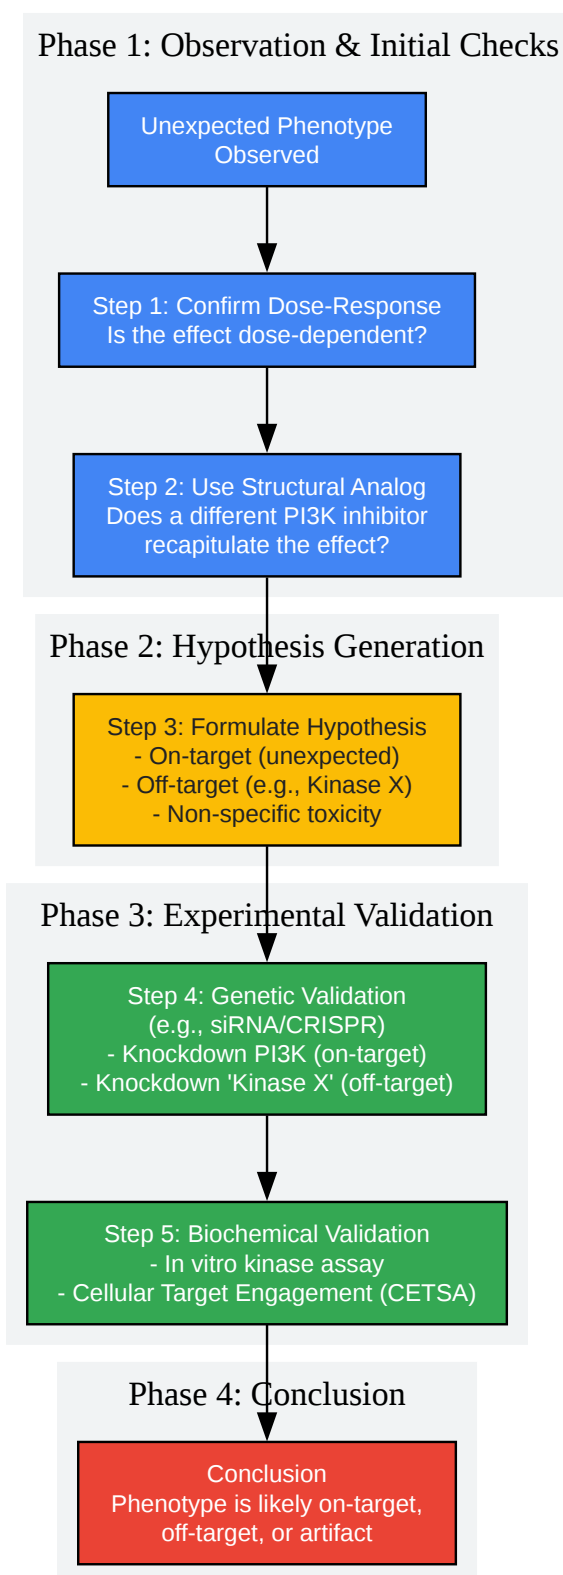 Phase 1: Observation & Initial Checks
Unexpected Phenotype
Observed
Step 1: Confirm Dose-Response
Is the effect dose-dependent?
Step 2: Use Structural Analog
Does a different PI3K inhibitor
recapitulate the effect?
Phase 2: Hypothesis Generation
Step 3: Formulate Hypothesis
- On-target (unexpected)
- Off-target (e.g., Kinase X)
- Non-specific toxicity
Phase 3: Experimental Validation
Step 4: Genetic Validation
(e.g., siRNA/CRISPR)
- Knockdown PI3K (on-target)
- Knockdown 'Kinase X' (off-target)
Step 5: Biochemical Validation
- In vitro kinase assay
- Cellular Target Engagement (CETSA)
Phase 4: Conclusion
Conclusion
Phenotype is likely on-target,
off-target, or artifact